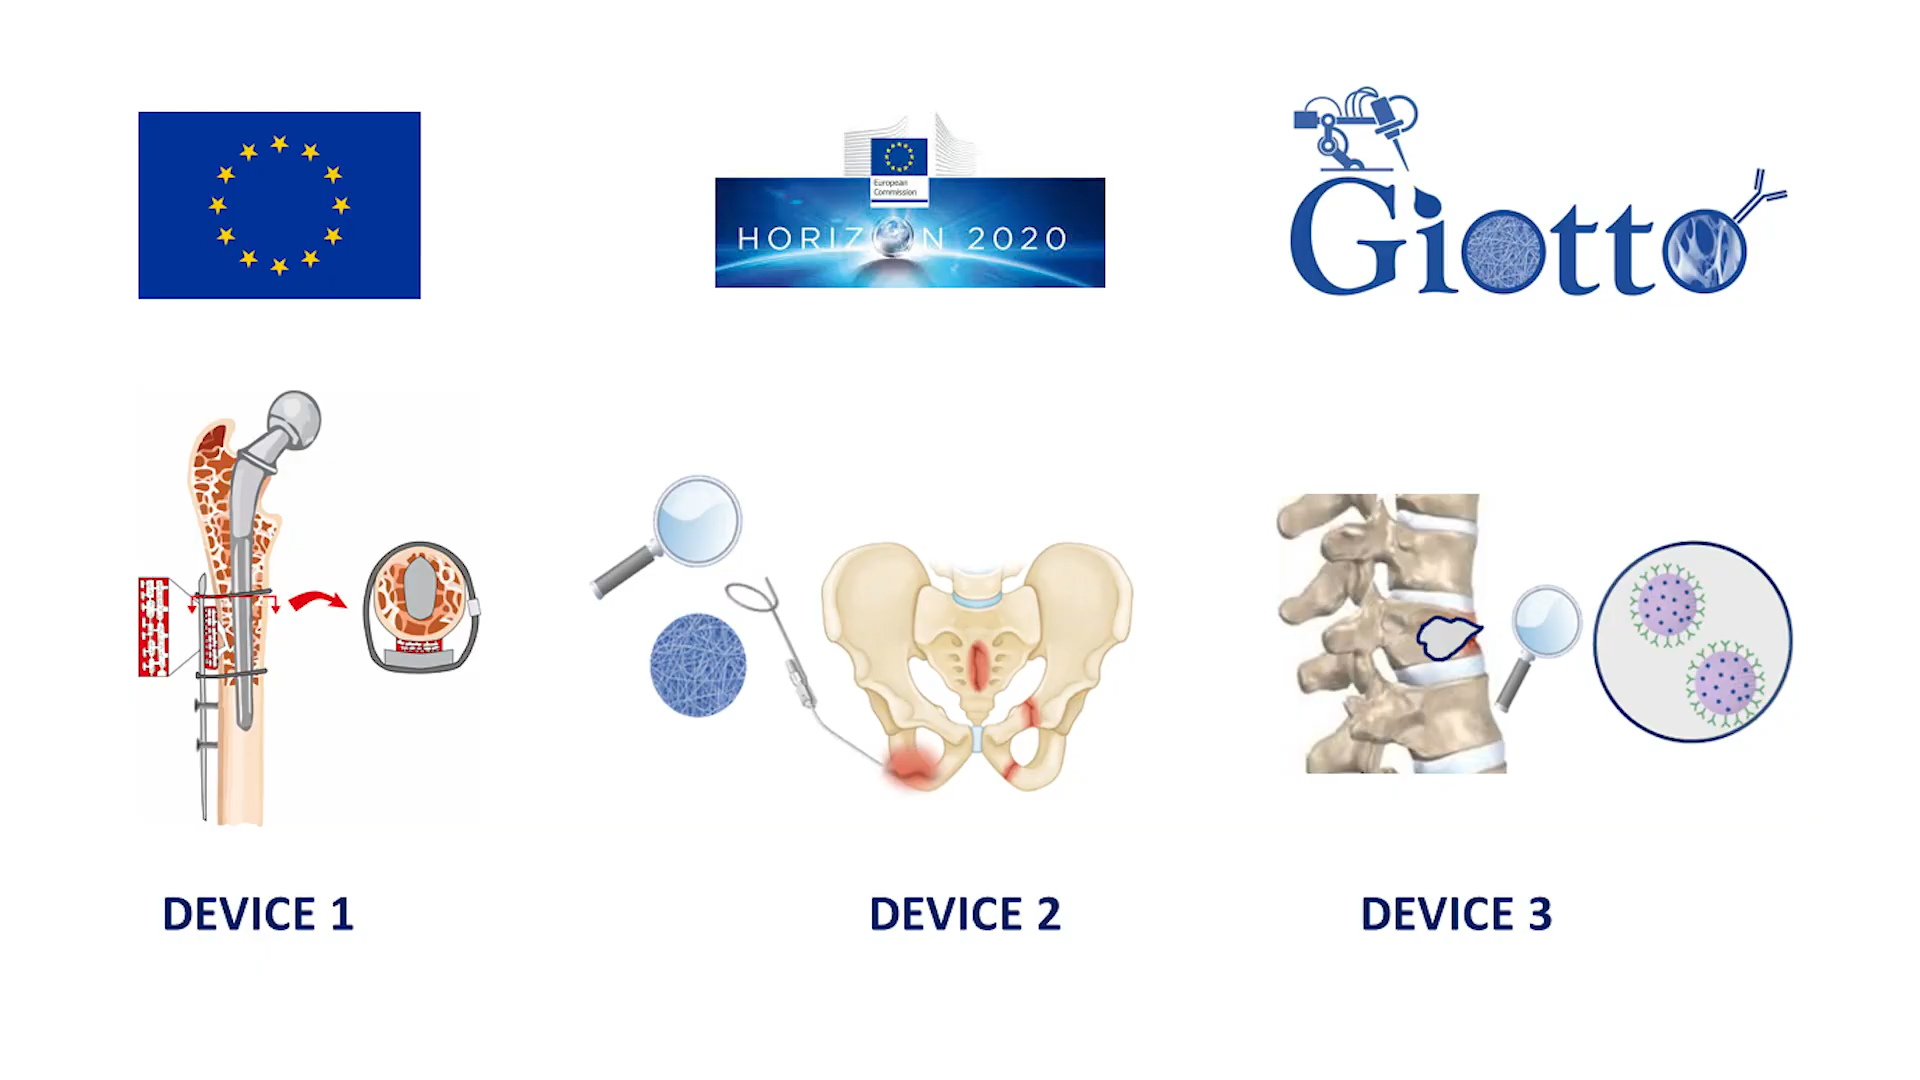 European
Commission
HORIZON 2020
Giotto
DEVICE 1
DEVICE 2
DEVICE 3